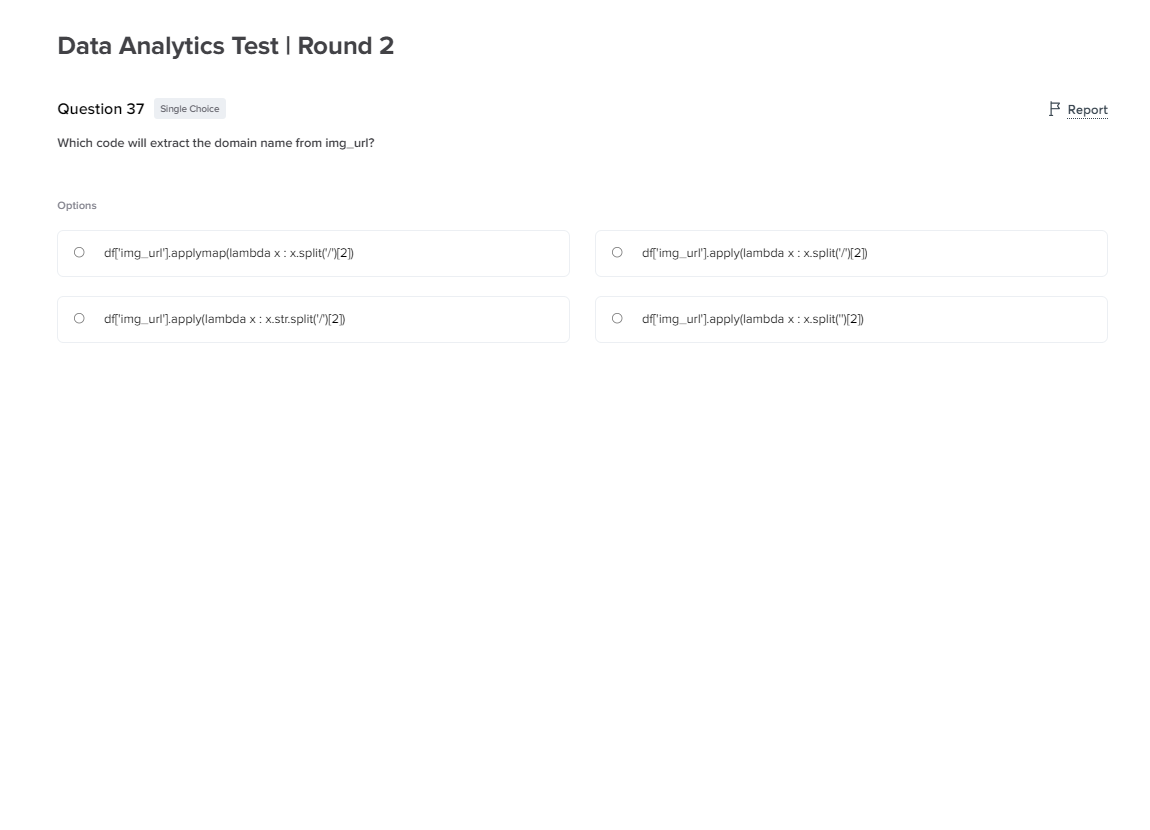 Data Analytics Test | Round 2
Question 37 Single Choice Report
Which code will extract the domain name from img_url?
Options
df['img_url'].applymap(lambda x : x.split('/')[2])
df['img_url'].apply(lambda x : x.split('/')[2])
df['img_url'].apply(lambda x : x.str.split('/')[2])
df['img_url'].apply(lambda x : x.split('')[2])